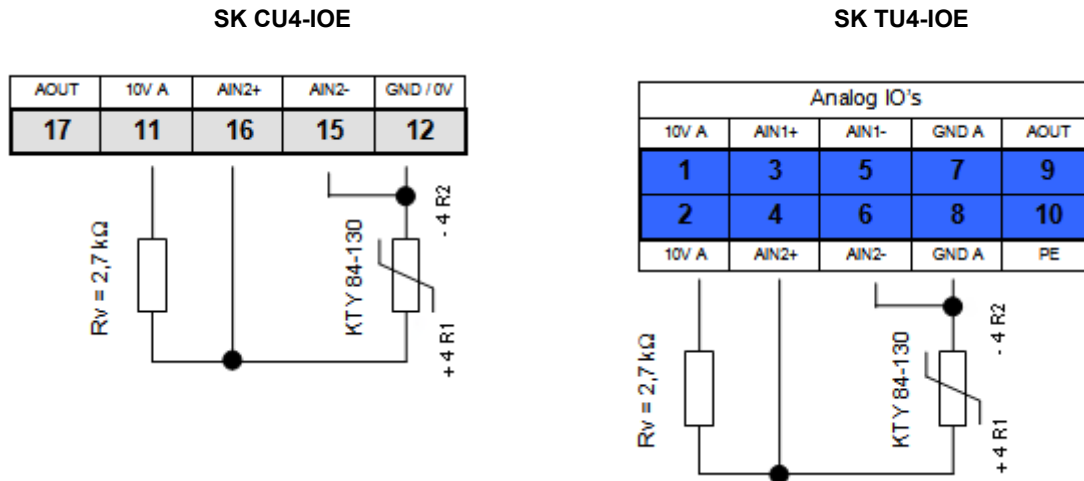 SK CU4-IOE
AOUT 10V A AIN2+ AIN2- GND / 0V
17 11 16 15 12
Rv = 2,7 kΩ
KTY 84-130
- 4 R2
+ 4 R1
SK TU4-IOE
Analog IO's
10V A AIN1+ AIN1- GND A AOUT
1 3 5 7 9
2 4 6 8 10
10V A AIN2+ AIN2- GND A PE
Rv = 2,7 kΩ
KTY 84-130
- 4 R2
+ 4 R1